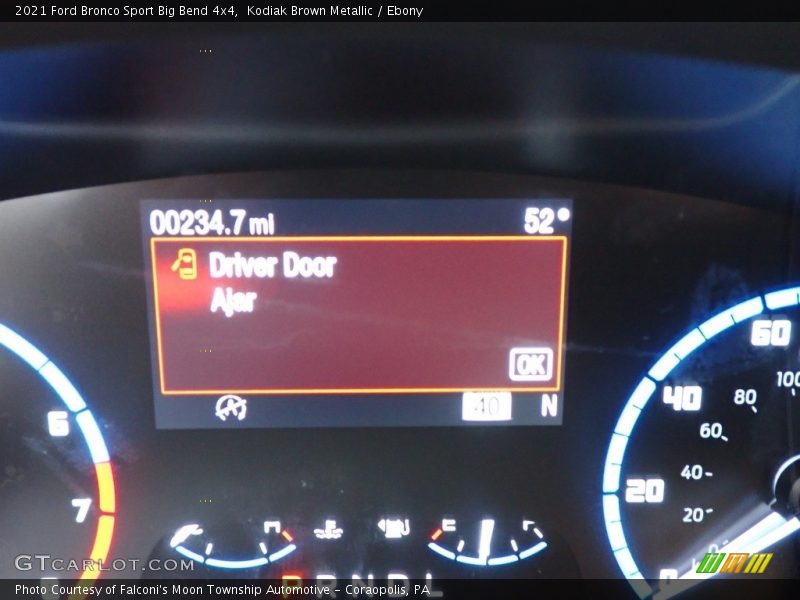 2021 Ford Bronco Sport Big Bend 4x4, Kodiak Brown Metallic / Ebony
00234.7 mi 52°
Driver Door
Ajar
OK
40 N
6
7
60
40
20
100
80
60
40
20
P R N D L
GTCARLOT.COM
Photo Courtesy of Falconi's Moon Township Automotive - Coraopolis, PA